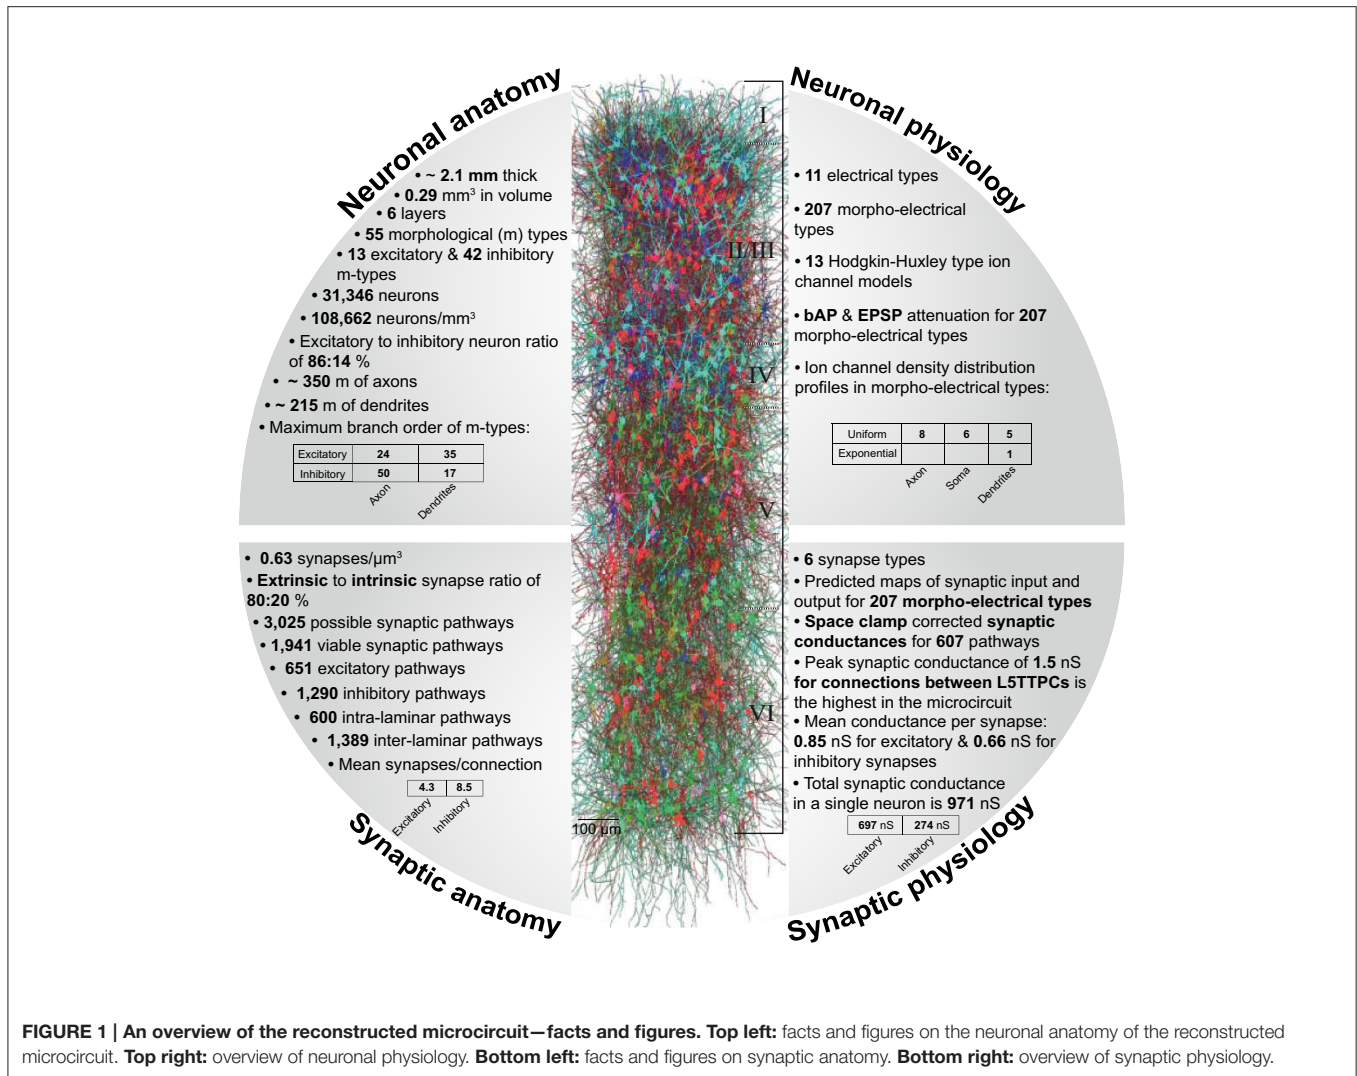 Neuronal anatomy
• ~ 2.1 mm thick
• 0.29 mm³ in volume
• 6 layers
• 55 morphological (m) types
• 13 excitatory & 42 inhibitory
m-types
• 31,346 neurons
• 108,662 neurons/mm³
• Excitatory to inhibitory neuron ratio
of 86:14 %
• ~ 350 m of axons
• ~ 215 m of dendrites
• Maximum branch order of m-types:
Excitatory 24 35
Inhibitory 50 17
Axon Dendrites
Neuronal physiology
• 11 electrical types
• 207 morpho-electrical
types
• 13 Hodgkin-Huxley type ion
channel models
• bAP & EPSP attenuation for 207
morpho-electrical types
• Ion channel density distribution
profiles in morpho-electrical types:
Uniform 8 6 5
Exponential 1
Axon Soma Dendrites
I
II/III
IV
V
VI
100 µm
• 0.63 synapses/µm³
• Extrinsic to intrinsic synapse ratio of
80:20 %
• 3,025 possible synaptic pathways
• 1,941 viable synaptic pathways
• 651 excitatory pathways
• 1,290 inhibitory pathways
• 600 intra-laminar pathways
• 1,389 inter-laminar pathways
• Mean synapses/connection
4.3 8.5
Excitatory Inhibitory
Synaptic anatomy
• 6 synapse types
• Predicted maps of synaptic input and
output for 207 morpho-electrical types
• Space clamp corrected synaptic
conductances for 607 pathways
• Peak synaptic conductance of 1.5 nS
for connections between L5TTPCs is
the highest in the microcircuit
• Mean conductance per synapse:
0.85 nS for excitatory & 0.66 nS for
inhibitory synapses
• Total synaptic conductance
in a single neuron is 971 nS
697 nS 274 nS
Excitatory Inhibitory
Synaptic physiology
FIGURE 1 | An overview of the reconstructed microcircuit—facts and figures. Top left: facts and figures on the neuronal anatomy of the reconstructed
microcircuit. Top right: overview of neuronal physiology. Bottom left: facts and figures on synaptic anatomy. Bottom right: overview of synaptic physiology.